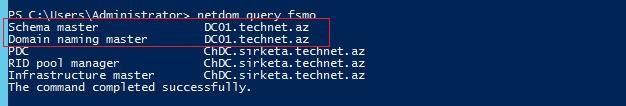 PS C:\Users\Administrator> netdom query fsmo
Schema master DC01.technet.az
Domain naming master DC01.technet.az
PDC ChDC.sirketa.technet.az
RID pool manager ChDC.sirketa.technet.az
Infrastructure master ChDC.sirketa.technet.az
The command completed successfully.